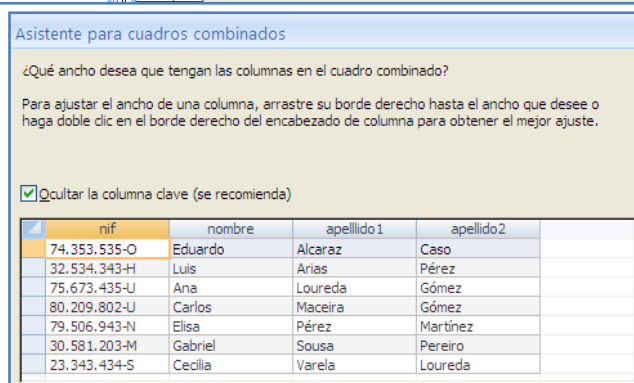 Asistente para cuadros combinados
¿Qué ancho desea que tengan las columnas en el cuadro combinado?
Para ajustar el ancho de una columna, arrastre su borde derecho hasta el ancho que desee o
haga doble clic en el borde derecho del encabezado de columna para obtener el mejor ajuste.
Ocultar la columna clave (se recomienda)
nif nombre apelllido1 apellido2
74.353.535-O Eduardo Alcaraz Caso
32.534.343-H Luis Arias Pérez
75.673.435-U Ana Loureda Gómez
80.209.802-U Carlos Maceira Gómez
79.506.943-N Elisa Pérez Martínez
30.581.203-M Gabriel Sousa Pereiro
23.343.434-S Cecilia Varela Loureda